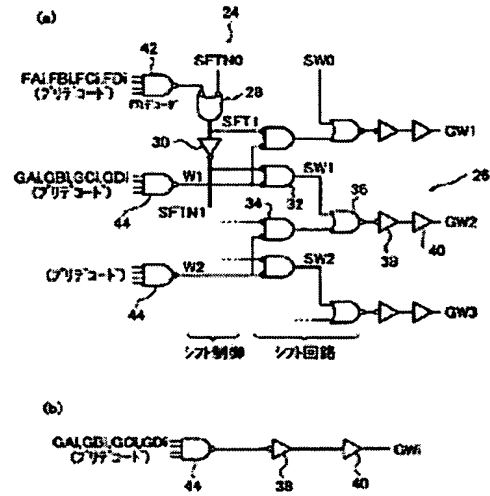 (a)
24
SFTN0
SW0
42
FAi,FBi,FCi,FDi
(プリデコード)
mデコーダ
28
SFT1
GW1
30
GAi,GBi,GCi,GDi
(プリデコード)
W1
SW1
32
44
SFTN1
34
36
26
GW2
38
40
(プリデコード)
W2
SW2
44
GW3
シフト制御
シフト回路
(b)
GAi,GBi,GCi,GDi
(プリデコード)
GWi
44
38
40